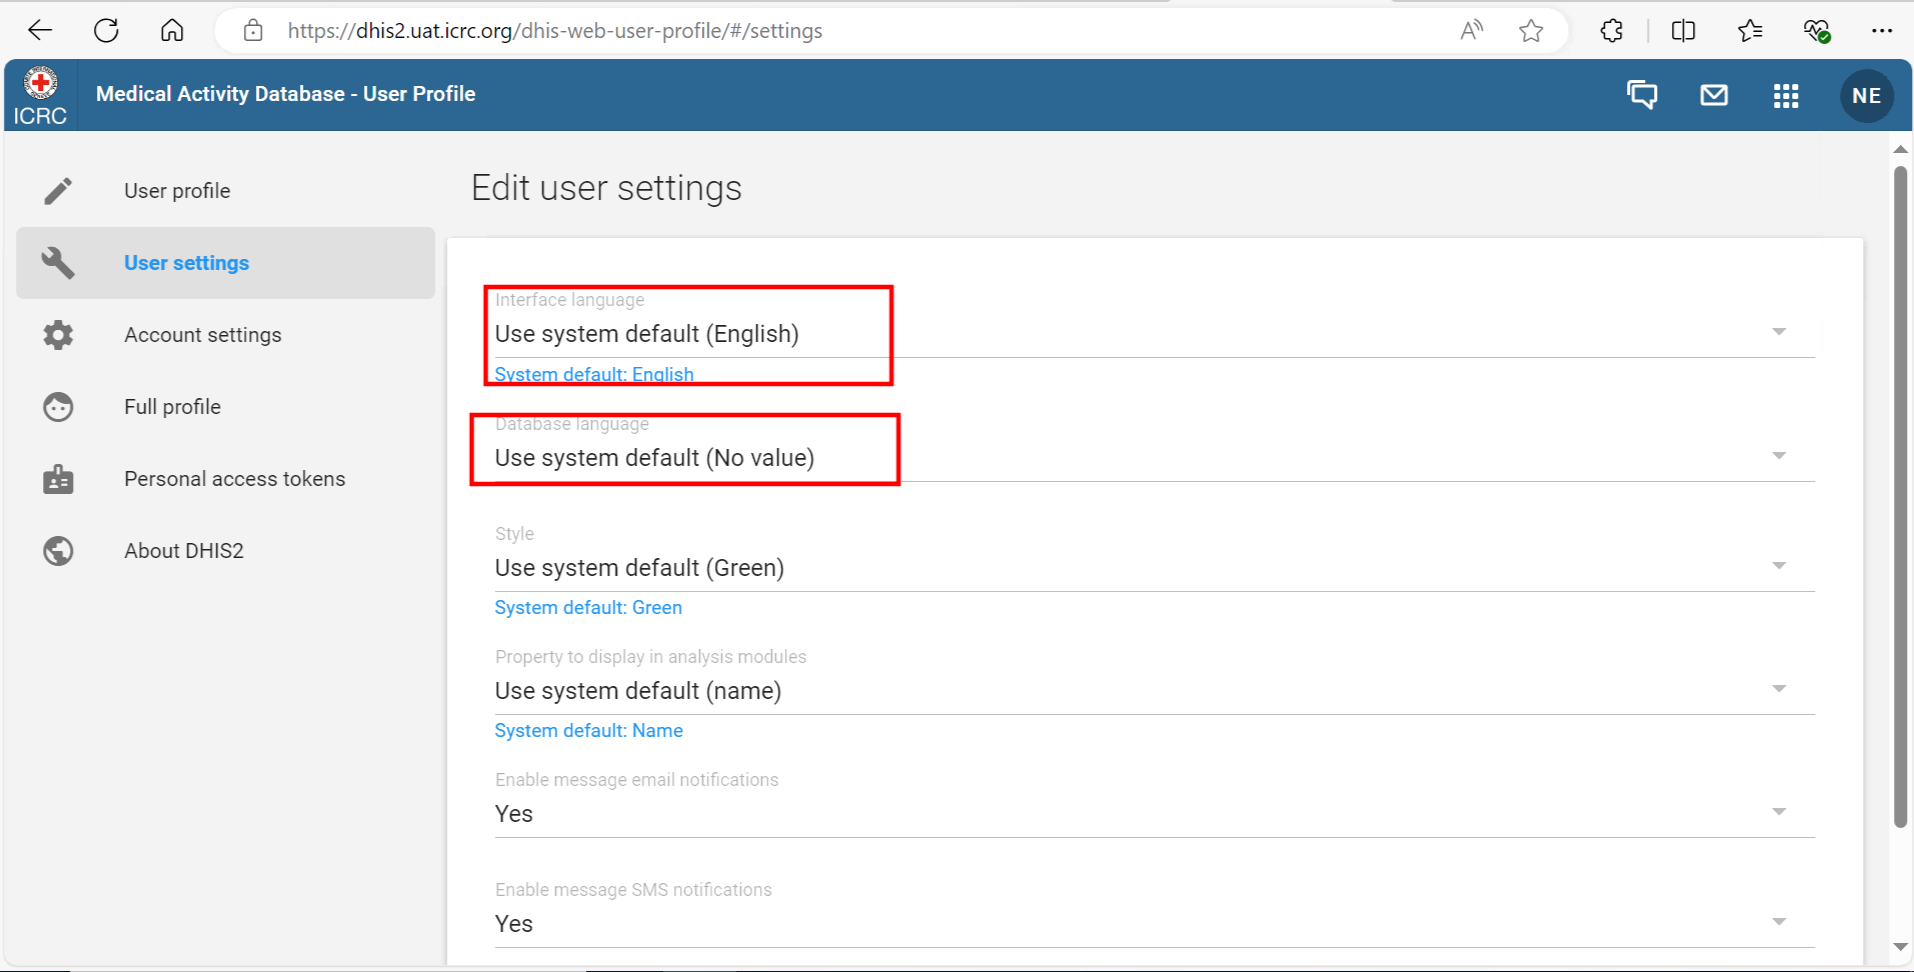 https://dhis2.uat.icrc.org/dhis-web-user-profile/#/settings
ICRC
Medical Activity Database - User Profile
NE
User profile
User settings
Account settings
Full profile
Personal access tokens
About DHIS2
Edit user settings
Interface language
Use system default (English)
System default: English
Database language
Use system default (No value)
Style
Use system default (Green)
System default: Green
Property to display in analysis modules
Use system default (name)
System default: Name
Enable message email notifications
Yes
Enable message SMS notifications
Yes